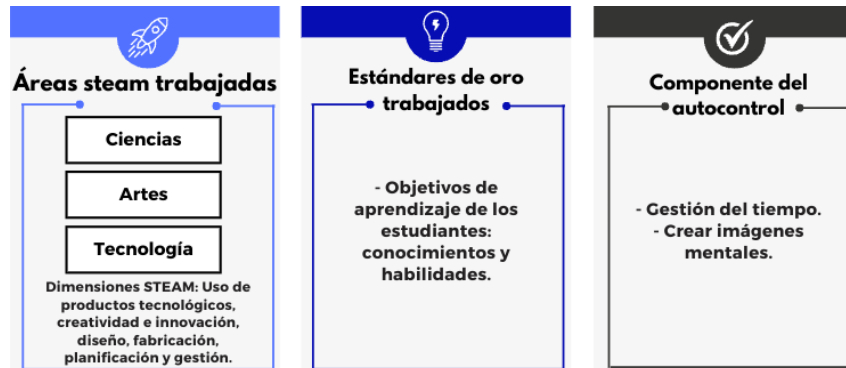 Áreas steam trabajadas
Ciencias
Artes
Tecnología
Dimensiones STEAM: Uso de
productos tecnológicos,
creatividad e innovación,
diseño, fabricación,
planificación y gestión.
Estándares de oro
trabajados
- Objetivos de
aprendizaje de los
estudiantes:
conocimientos y
habilidades.
Componente del
autocontrol
- Gestión del tiempo.
- Crear imágenes
mentales.